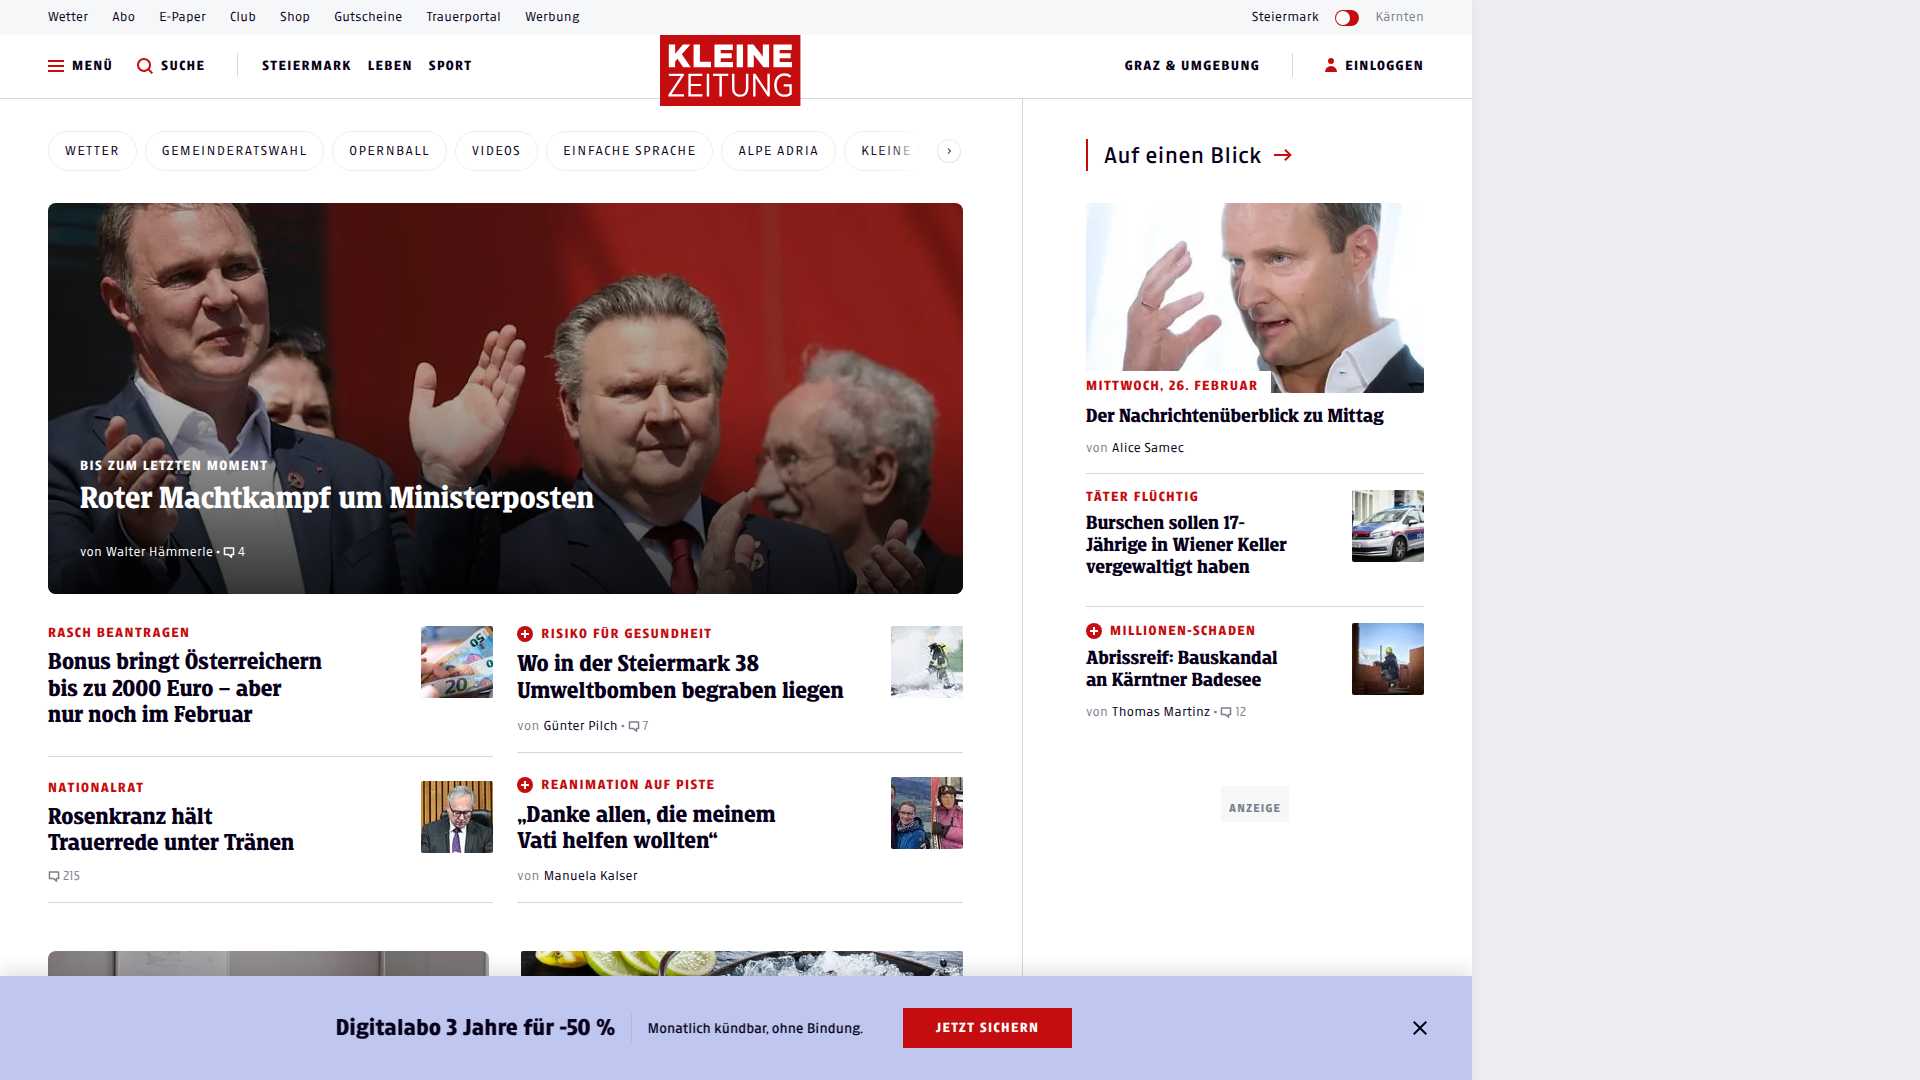 Wetter Abo E-Paper Club Shop Gutscheine Trauerportal Werbung Steiermark Kärnten
MENÜ SUCHE STEIERMARK LEBEN SPORT KLEINE ZEITUNG GRAZ & UMGEBUNG EINLOGGEN
WETTER GEMEINDERATSWAHL OPERNBALL VIDEOS EINFACHE SPRACHE ALPE ADRIA KLEINE
BIS ZUM LETZTEN MOMENT
Roter Machtkampf um Ministerposten
von Walter Hämmerle • 4
RASCH BEANTRAGEN
Bonus bringt Österreichern
bis zu 2000 Euro – aber
nur noch im Februar
RISIKO FÜR GESUNDHEIT
Wo in der Steiermark 38
Umweltbomben begraben liegen
von Günter Pilch • 7
NATIONALRAT
Rosenkranz hält
Trauerrede unter Tränen
215
REANIMATION AUF PISTE
„Danke allen, die meinem
Vati helfen wollten“
von Manuela Kalser
Auf einen Blick
MITTWOCH, 26. FEBRUAR
Der Nachrichtenüberblick zu Mittag
von Alice Samec
TÄTER FLÜCHTIG
Burschen sollen 17-
Jährige in Wiener Keller
vergewaltigt haben
MILLIONEN-SCHADEN
Abrissreif: Bauskandal
an Kärntner Badesee
von Thomas Martinz • 12
ANZEIGE
Digitalabo 3 Jahre für -50 % Monatlich kündbar, ohne Bindung. JETZT SICHERN